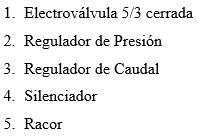 1. Electroválvula 5/3 cerrada
2. Regulador de Presión
3. Regulador de Caudal
4. Silenciador
5. Racor